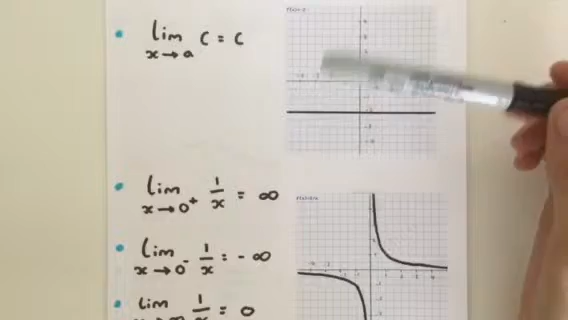 lim c = c
x→a
lim 1/x = ∞
x→0⁺
lim 1/x = -∞
x→0⁻
lim 1/x = 0
x→∞